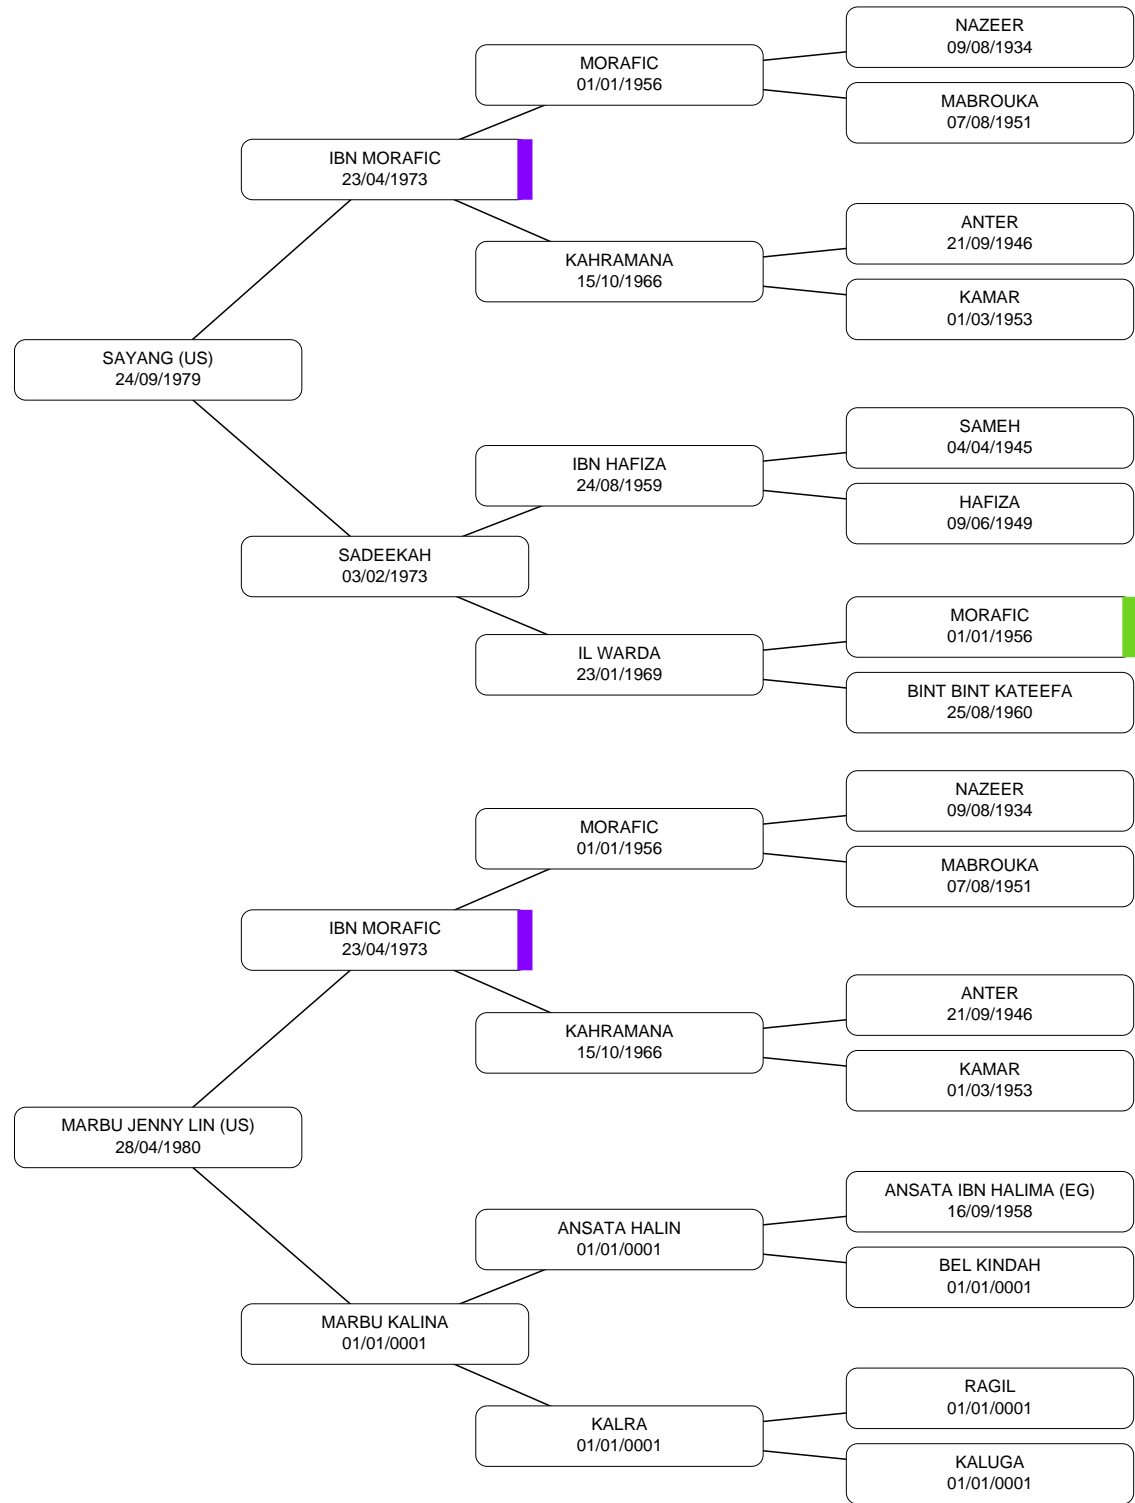 NAZEER
09/08/1934
MORAFIC
01/01/1956
MABROUKA
07/08/1951
IBN MORAFIC
23/04/1973
ANTER
21/09/1946
KAHRAMANA
15/10/1966
KAMAR
01/03/1953
SAYANG (US)
24/09/1979
SAMEH
04/04/1945
IBN HAFIZA
24/08/1959
HAFIZA
09/06/1949
SADEEKAH
03/02/1973
MORAFIC
01/01/1956
IL WARDA
23/01/1969
BINT BINT KATEEFA
25/08/1960
NAZEER
09/08/1934
MORAFIC
01/01/1956
MABROUKA
07/08/1951
IBN MORAFIC
23/04/1973
ANTER
21/09/1946
KAHRAMANA
15/10/1966
KAMAR
01/03/1953
MARBU JENNY LIN (US)
28/04/1980
ANSATA IBN HALIMA (EG)
16/09/1958
ANSATA HALIN
01/01/0001
BEL KINDAH
01/01/0001
MARBU KALINA
01/01/0001
RAGIL
01/01/0001
KALRA
01/01/0001
KALUGA
01/01/0001